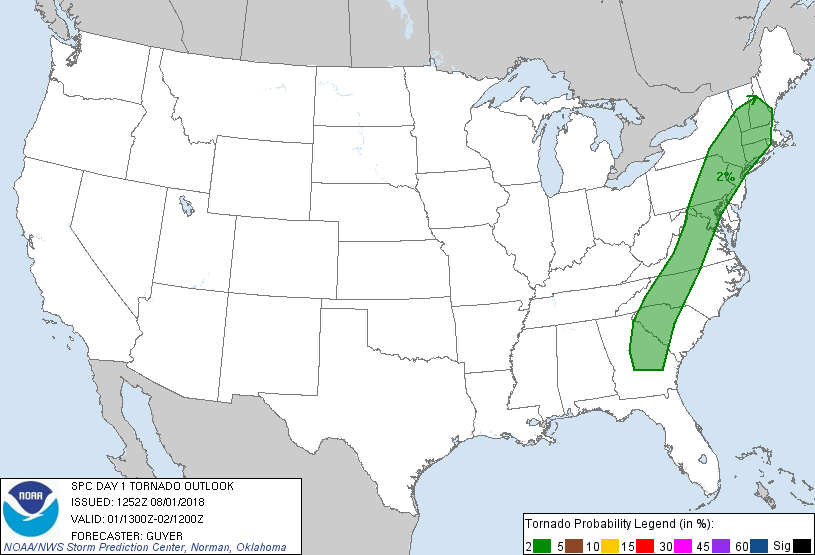 2%
NOAA
SPC DAY 1 TORNADO OUTLOOK
ISSUED: 1252Z 08/01/2018
VALID: 01/1300Z-02/1200Z
FORECASTER: GUYER
NOAA/NWS Storm Prediction Center, Norman, Oklahoma
Tornado Probability Legend (in %):
2 5 10 15 30 45 60 Sig